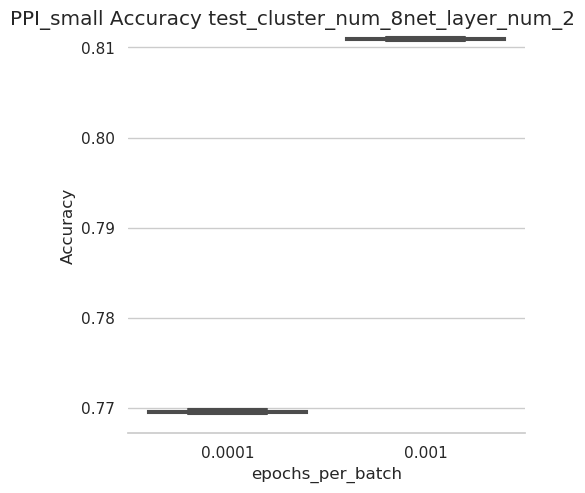 PPI_small Accuracy test_cluster_num_8net_layer_num_2
0.81
0.80
0.79
0.78
0.77
Accuracy
0.0001 0.001
epochs_per_batch